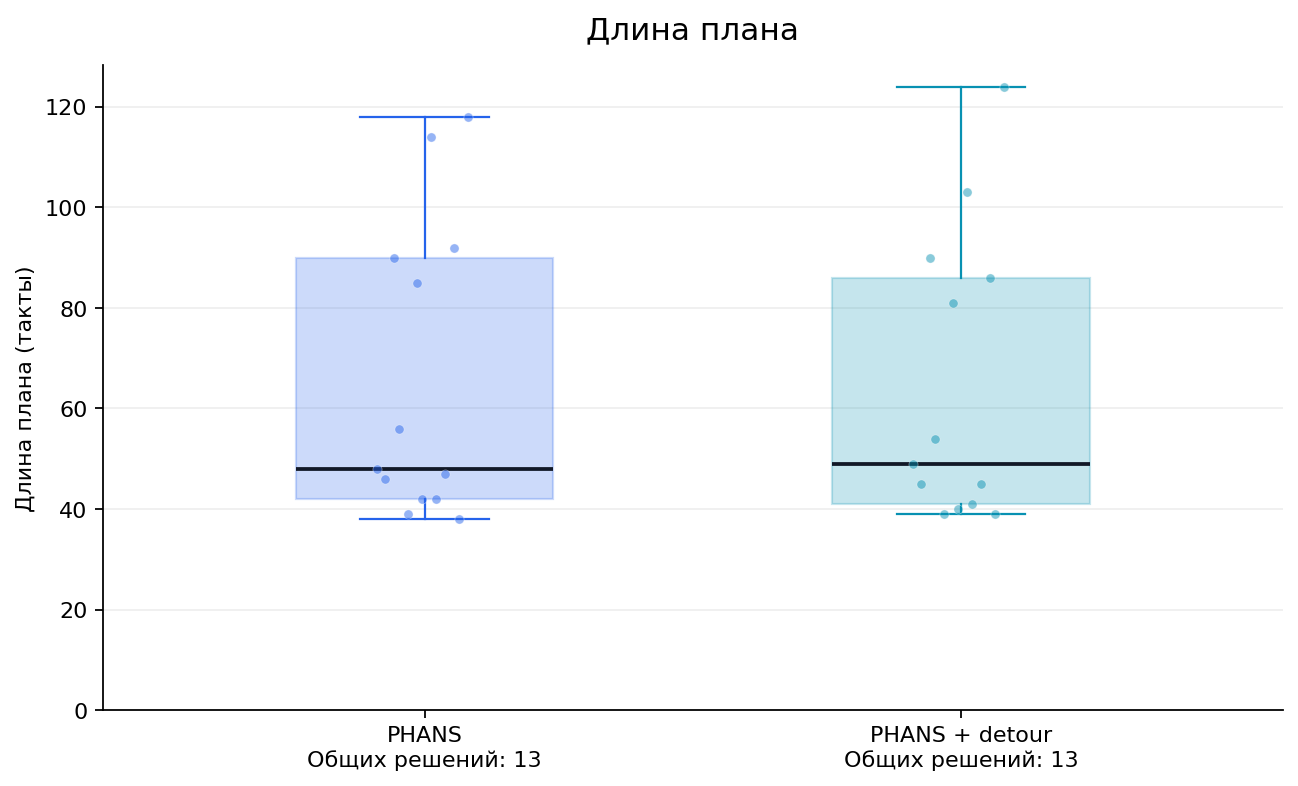 Длина плана
Длина плана (такты)
120
100
80
60
40
20
0
PHANS
Общих решений: 13
PHANS + detour
Общих решений: 13